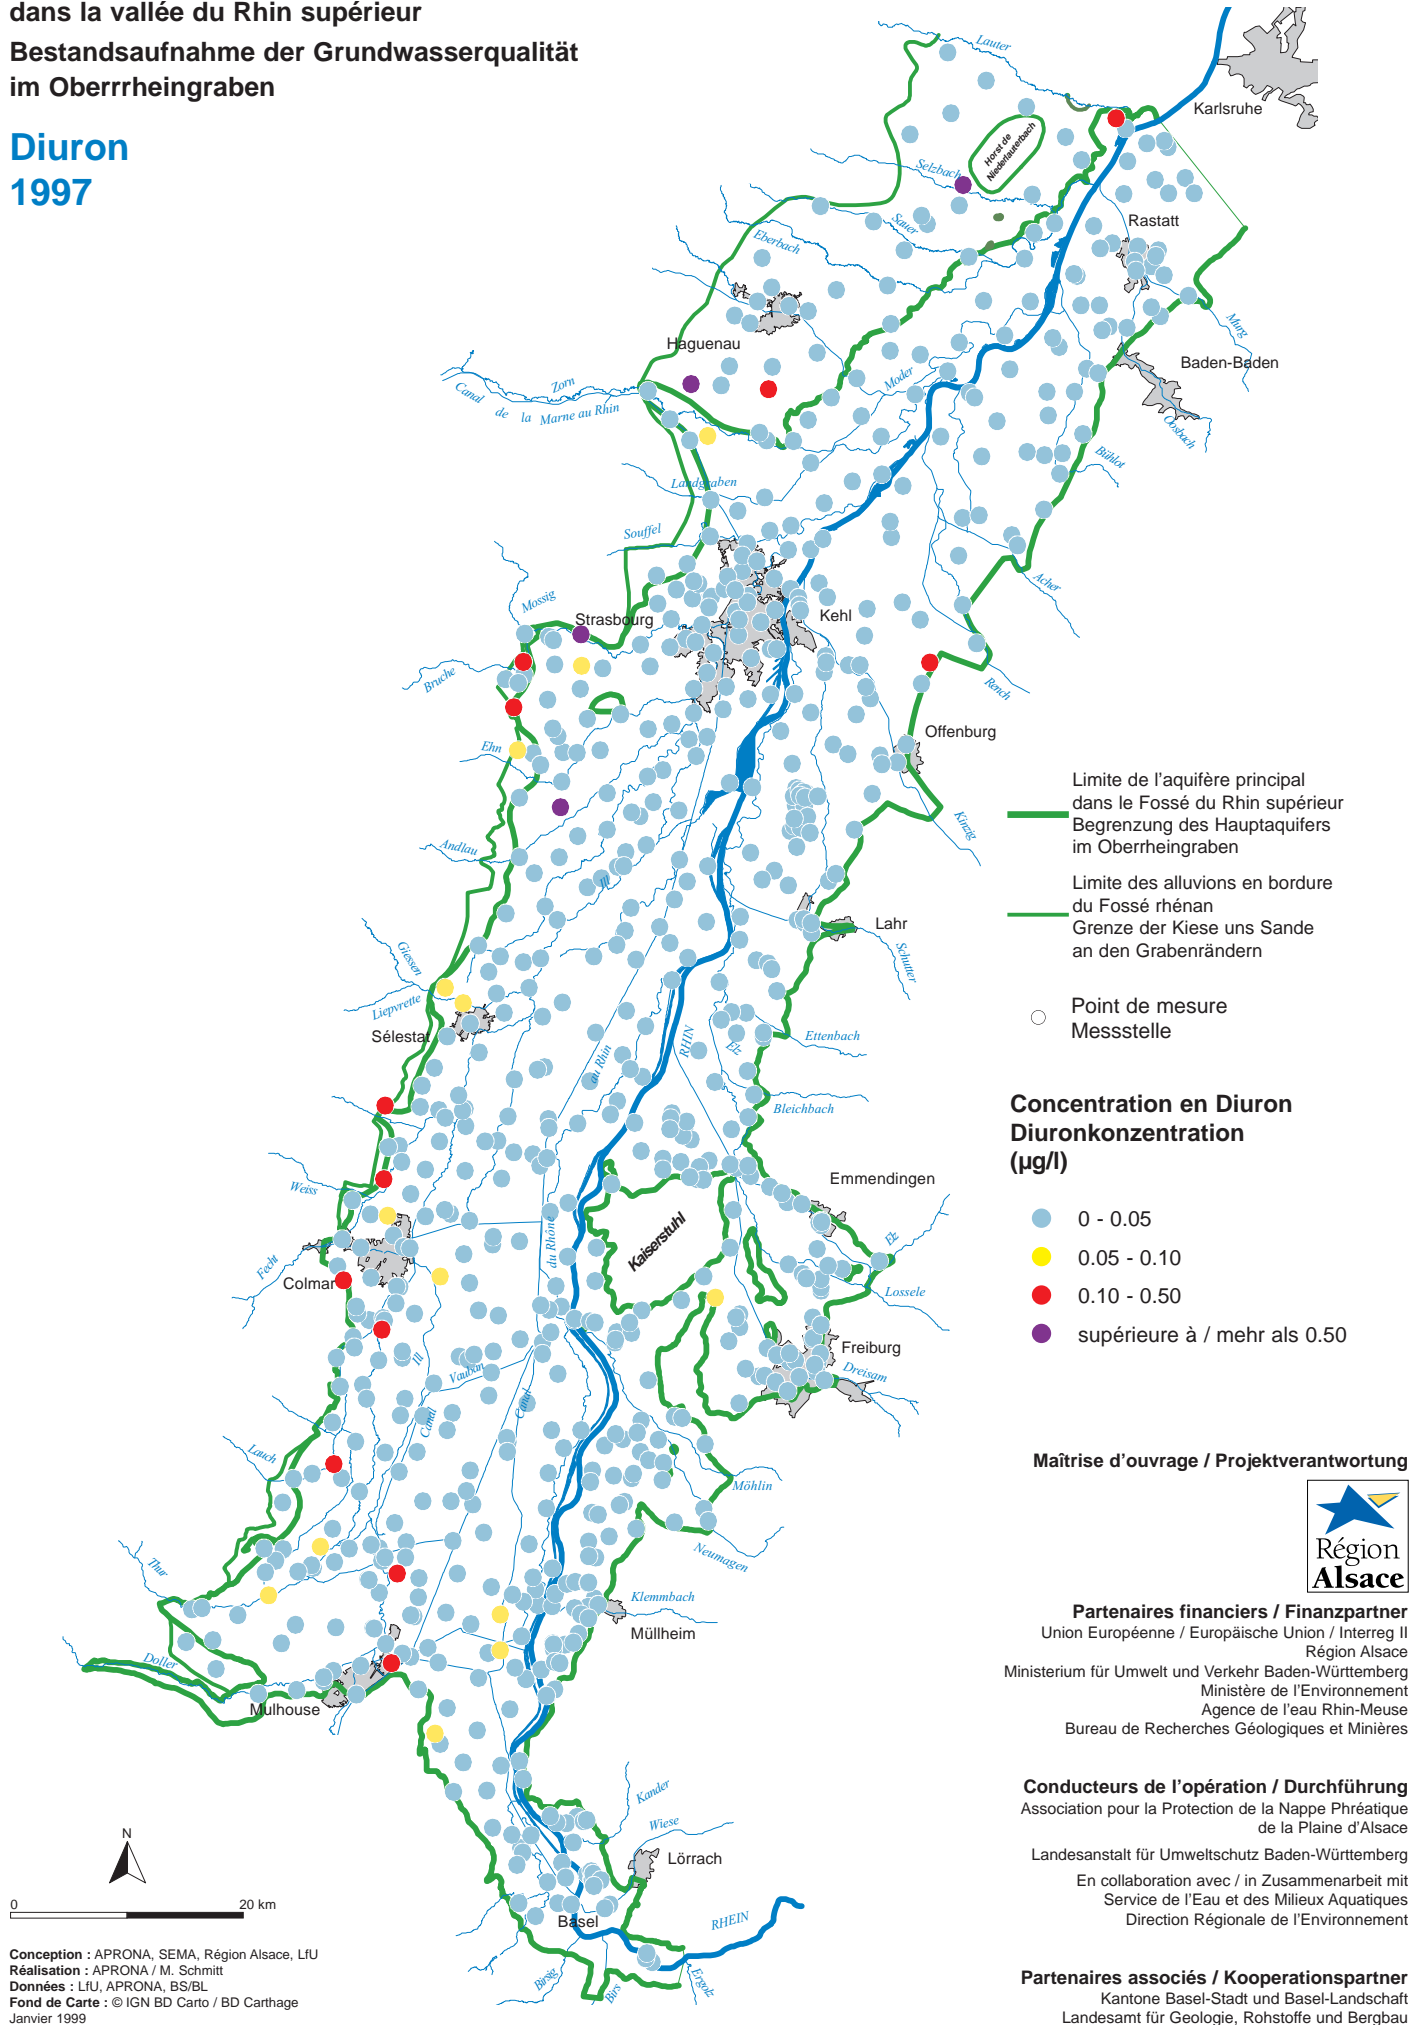 dans la vallée du Rhin supérieur
Bestandsaufnahme der Grundwasserqualität
im Oberrrheingraben
Diuron
1997
Lauter
Karlsruhe
Horst de
Niederlauterbach
Selzbach
Sauer
Rastatt
Eberbach
Murg
Haguenau
Baden-Baden
Zorn
Canal de la Marne au Rhin
Moder
Oosbach
Bühlot
Landgraben
Souffel
Acher
Mossig
Strasbourg
Kehl
Bruche
Rench
Ehn
Offenburg
Kinzig
Andlau
Ill
Lahr
Schutter
Giessen
Liepvrette
Sélestat
RHIN
Elz
Ettenbach
au Rhin
Bleichbach
Emmendingen
Weiss
Kaiserstuhl
Elz
du Rhône
Fecht
Colmar
Lossele
Freiburg
Ill
Vauban
Dreisam
Canal
Canal
Lauch
Möhlin
Neumagen
Thur
Klemmbach
Müllheim
Doller
Mulhouse
Kander
Wiese
Lörrach
Basel
RHEIN
Birsig
Birs
Ergolz
Limite de l'aquifère principal
dans le Fossé du Rhin supérieur
Begrenzung des Hauptaquifers
im Oberrheingraben
Limite des alluvions en bordure
du Fossé rhénan
Grenze der Kiese uns Sande
an den Grabenrändern
Point de mesure
Messstelle
Concentration en Diuron
Diuronkonzentration
(µg/l)
0 - 0.05
0.05 - 0.10
0.10 - 0.50
supérieure à / mehr als 0.50
Maîtrise d'ouvrage / Projektverantwortung
Région
Alsace
Partenaires financiers / Finanzpartner
Union Européenne / Europäische Union / Interreg II
Région Alsace
Ministerium für Umwelt und Verkehr Baden-Württemberg
Ministère de l'Environnement
Agence de l'eau Rhin-Meuse
Bureau de Recherches Géologiques et Minières
Conducteurs de l'opération / Durchführung
Association pour la Protection de la Nappe Phréatique
de la Plaine d'Alsace
Landesanstalt für Umweltschutz Baden-Württemberg
En collaboration avec / in Zusammenarbeit mit
Service de l'Eau et des Milieux Aquatiques
Direction Régionale de l'Environnement
Partenaires associés / Kooperationspartner
Kantone Basel-Stadt und Basel-Landschaft
Landesamt für Geologie, Rohstoffe und Bergbau
N
0 20 km
Conception : APRONA, SEMA, Région Alsace, LfU
Réalisation : APRONA / M. Schmitt
Données : LfU, APRONA, BS/BL
Fond de Carte : © IGN BD Carto / BD Carthage
Janvier 1999